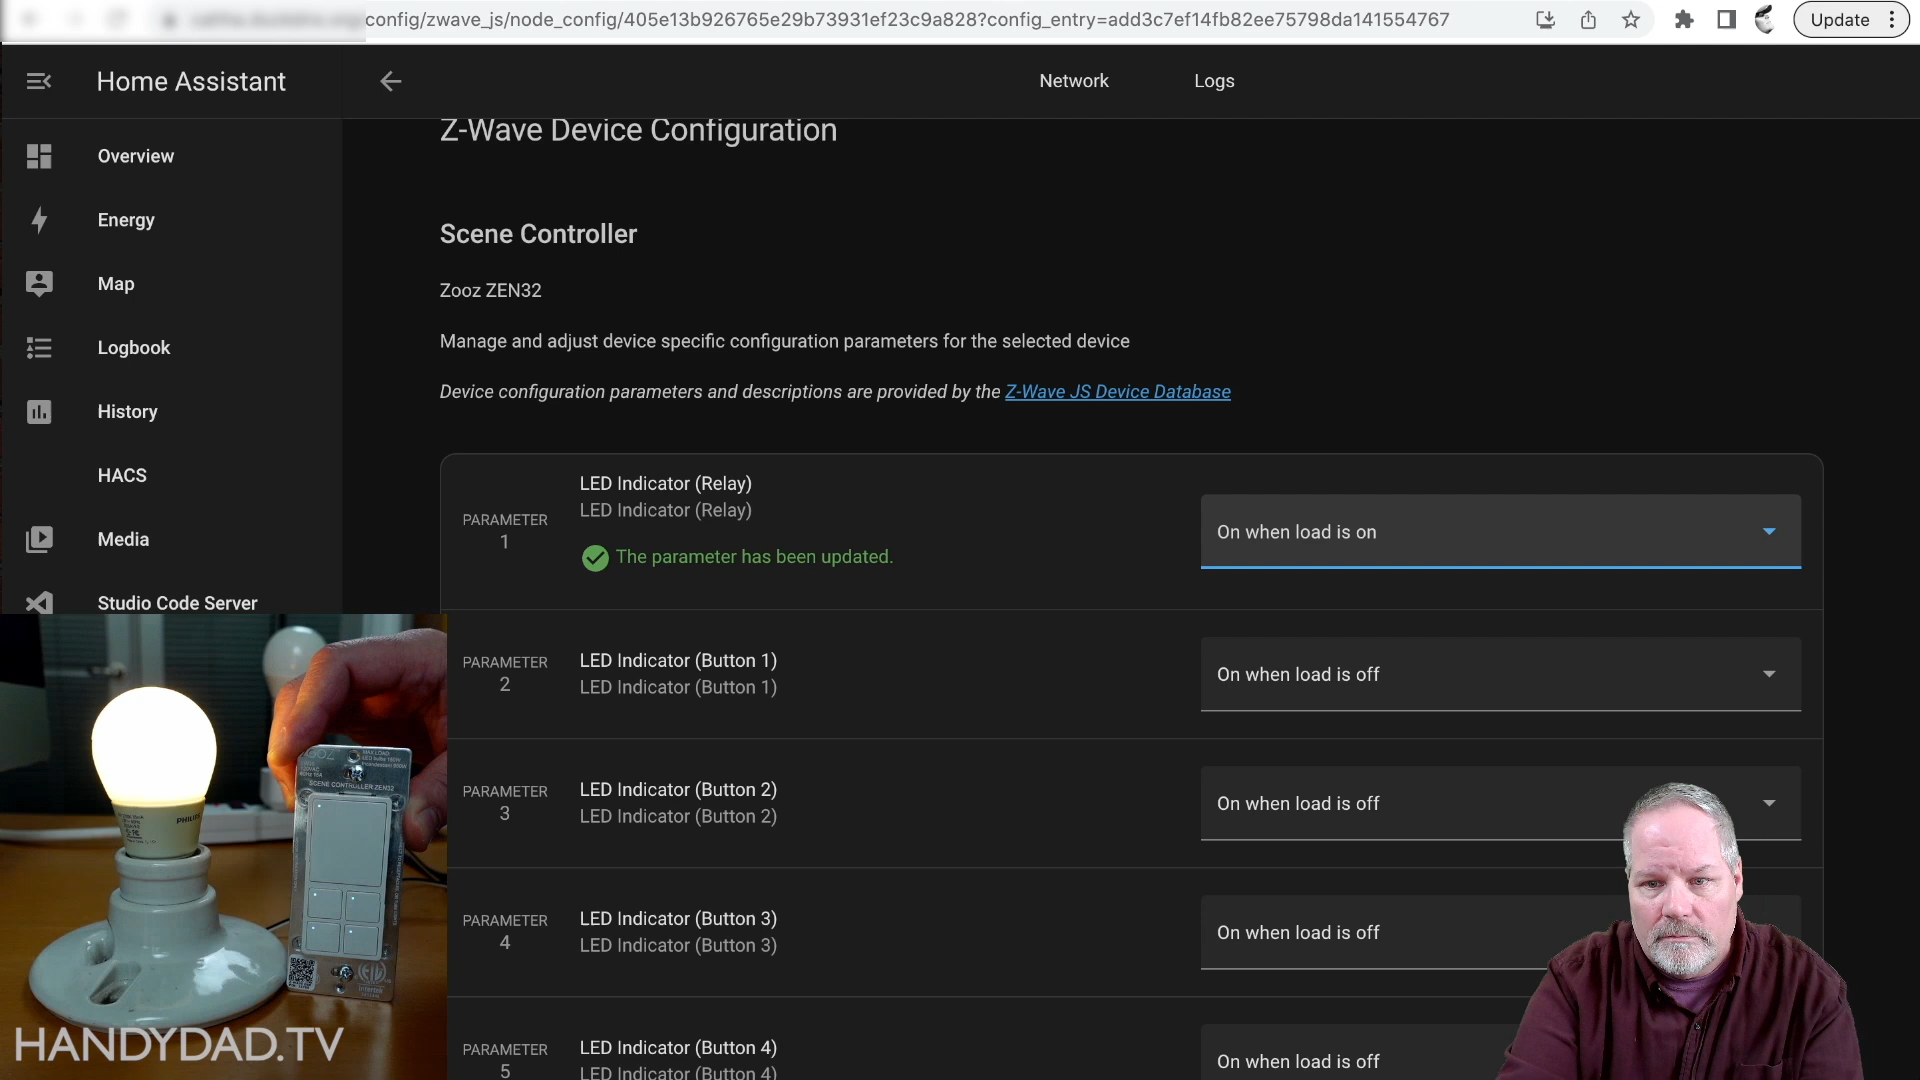 config/zwave_js/node_config/405e13b926765e29b73931ef23c9a828?config_entry=add3c7ef14fb82ee75798da141554767
Update
Home Assistant
Network
Logs
Overview
Energy
Map
Logbook
History
HACS
Media
Studio Code Server
Z-Wave Device Configuration
Scene Controller
Zooz ZEN32
Manage and adjust device specific configuration parameters for the selected device
Device configuration parameters and descriptions are provided by the Z-Wave JS Device Database
PARAMETER
1
LED Indicator (Relay)
LED Indicator (Relay)
The parameter has been updated.
On when load is on
PARAMETER
2
LED Indicator (Button 1)
LED Indicator (Button 1)
On when load is off
PARAMETER
3
LED Indicator (Button 2)
LED Indicator (Button 2)
On when load is off
PARAMETER
4
LED Indicator (Button 3)
LED Indicator (Button 3)
On when load is off
PARAMETER
5
LED Indicator (Button 4)
LED Indicator (Button 4)
On when load is off
SCENE CONTROLLER ZEN32
HANDYDAD.TV